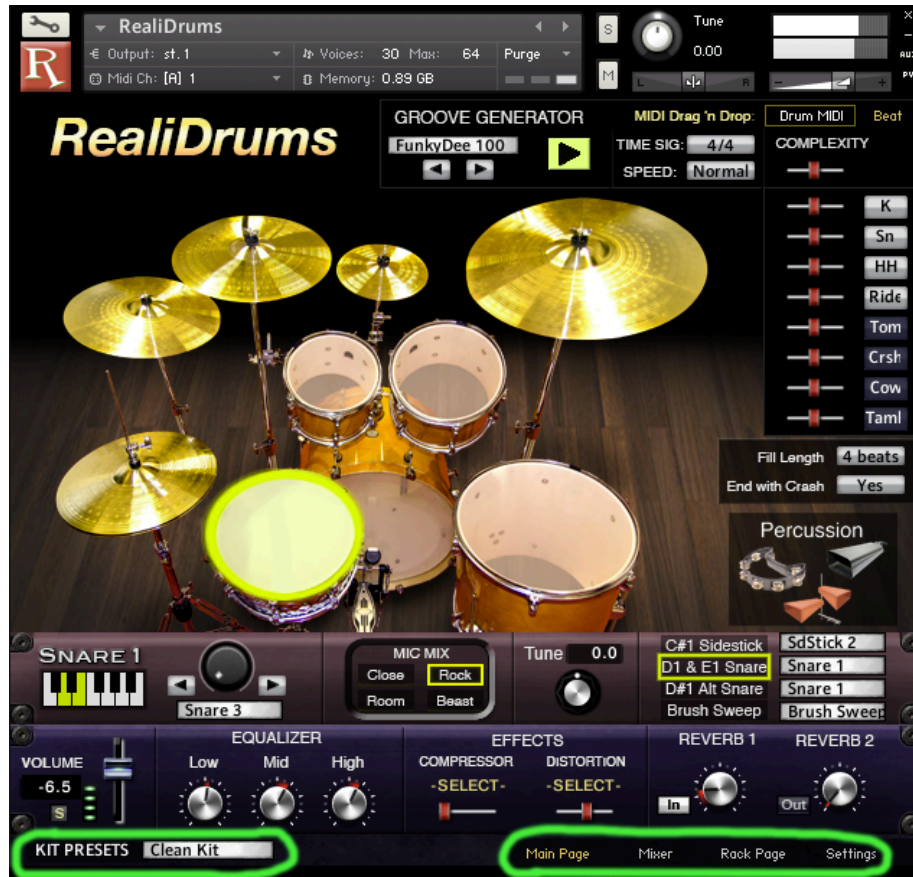 RealiDrums
Output: st.1
Voices: 30 Max: 64
Purge
Midi Ch: [A] 1
Memory: 0.89 GB
S
M
Tune
0.00
L
R
-
+
AUX
PV
R
RealiDrums
GROOVE GENERATOR
FunkyDee 100
MIDI Drag 'n Drop:
Drum MIDI
Beat
TIME SIG: 4/4
SPEED: Normal
COMPLEXITY
K
Sn
HH
Ride
Tom
Crsh
Cow
Taml
Fill Length 4 beats
End with Crash Yes
Percussion
SNARE 1
Snare 3
MIC MIX
Close Rock
Room Beast
Tune 0.0
C#1 Sidestick SdStick 2
D1 & E1 Snare Snare 1
D#1 Alt Snare Snare 1
Brush Sweep Brush Sweep
VOLUME
-6.5
S
EQUALIZER
Low Mid High
EFFECTS
COMPRESSOR DISTORTION
-SELECT- -SELECT-
REVERB 1 REVERB 2
In Out
KIT PRESETS Clean Kit
Main Page Mixer Rack Page Settings